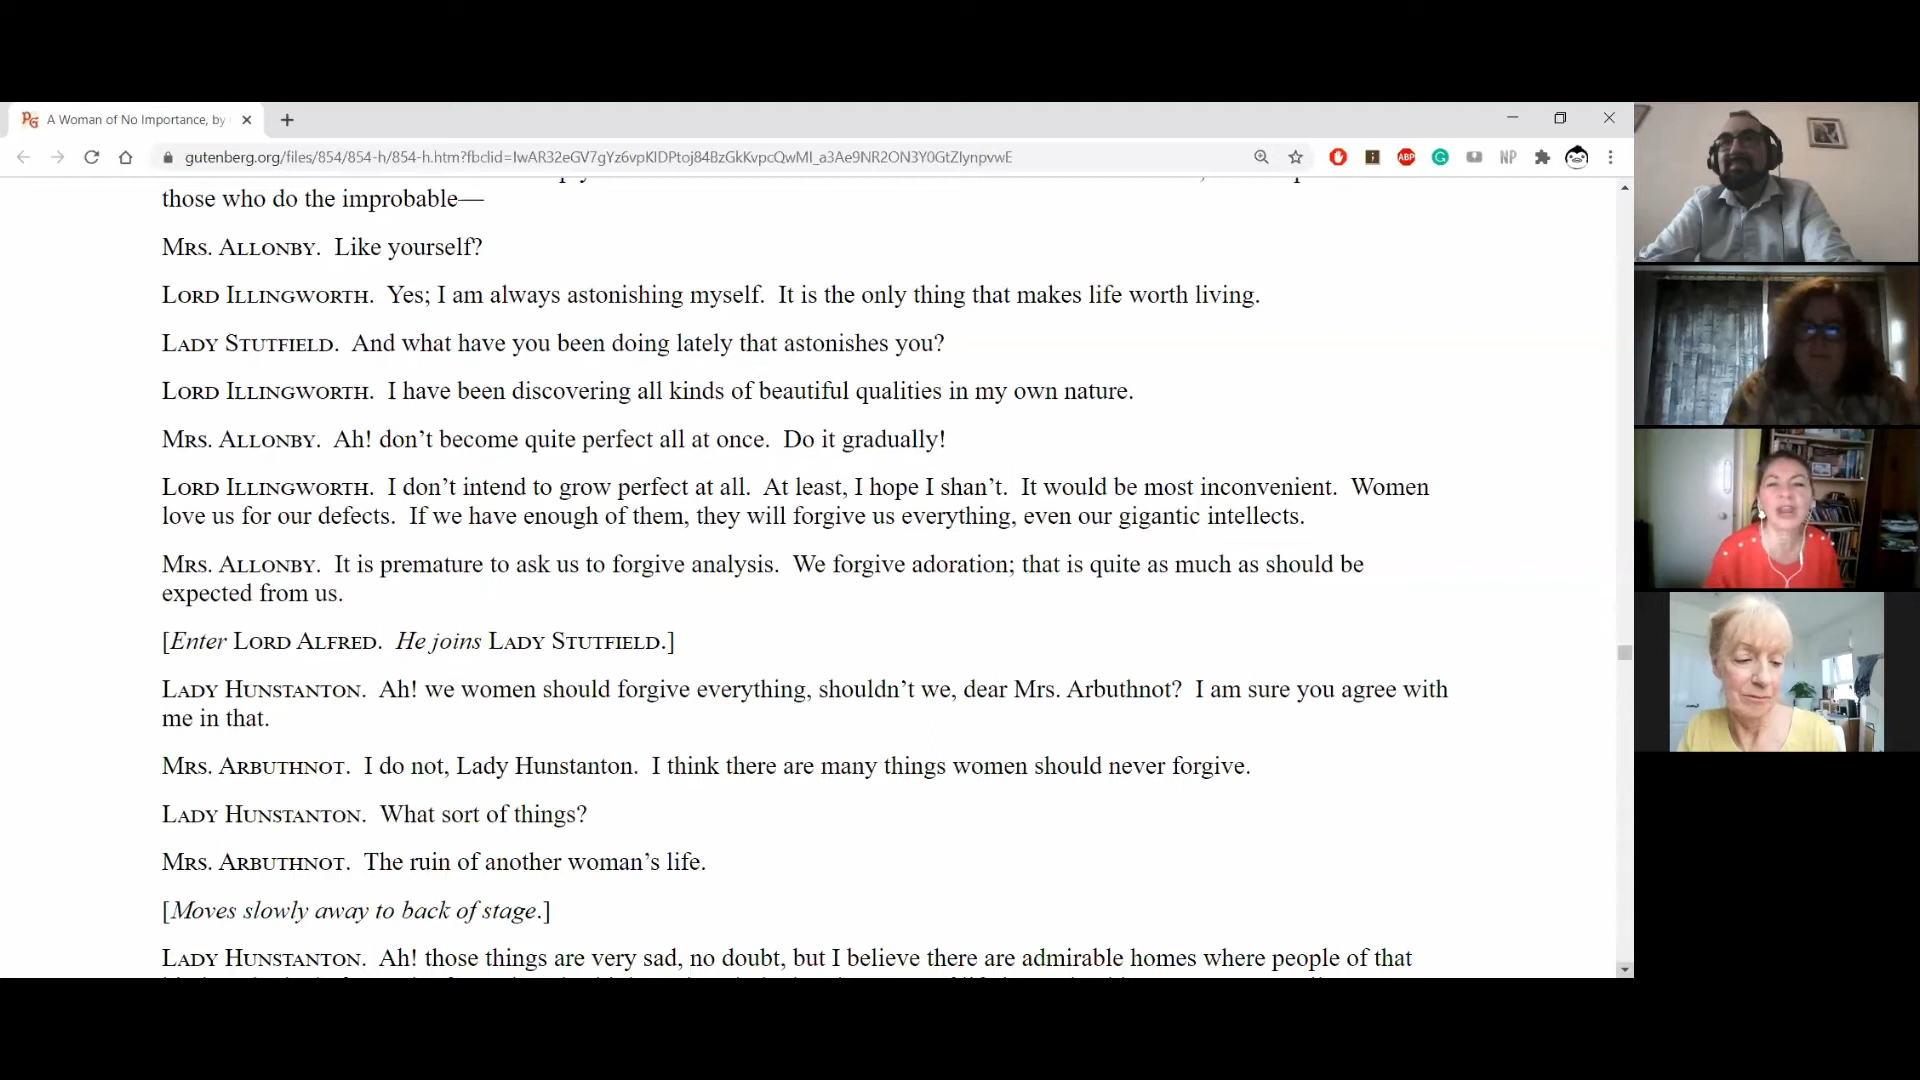 A Woman of No Importance, by
gutenberg.org/files/854/854-h/854-h.htm?fbclid=IwAR32eGV7gYz6vpKIDPtoj84BzGkKvpcQwMI_a3Ae9NR2ON3Y0GtZIynpvwE
ABP
NP
those who do the improbable—
Mrs. Allonby. Like yourself?
Lord Illingworth. Yes; I am always astonishing myself. It is the only thing that makes life worth living.
Lady Stutfield. And what have you been doing lately that astonishes you?
Lord Illingworth. I have been discovering all kinds of beautiful qualities in my own nature.
Mrs. Allonby. Ah! don’t become quite perfect all at once. Do it gradually!
Lord Illingworth. I don’t intend to grow perfect at all. At least, I hope I shan’t. It would be most inconvenient. Women
love us for our defects. If we have enough of them, they will forgive us everything, even our gigantic intellects.
Mrs. Allonby. It is premature to ask us to forgive analysis. We forgive adoration; that is quite as much as should be
expected from us.
[Enter Lord Alfred. He joins Lady Stutfield.]
Lady Hunstanton. Ah! we women should forgive everything, shouldn’t we, dear Mrs. Arbuthnot? I am sure you agree with
me in that.
Mrs. Arbuthnot. I do not, Lady Hunstanton. I think there are many things women should never forgive.
Lady Hunstanton. What sort of things?
Mrs. Arbuthnot. The ruin of another woman’s life.
[Moves slowly away to back of stage.]
Lady Hunstanton. Ah! those things are very sad, no doubt, but I believe there are admirable homes where people of that